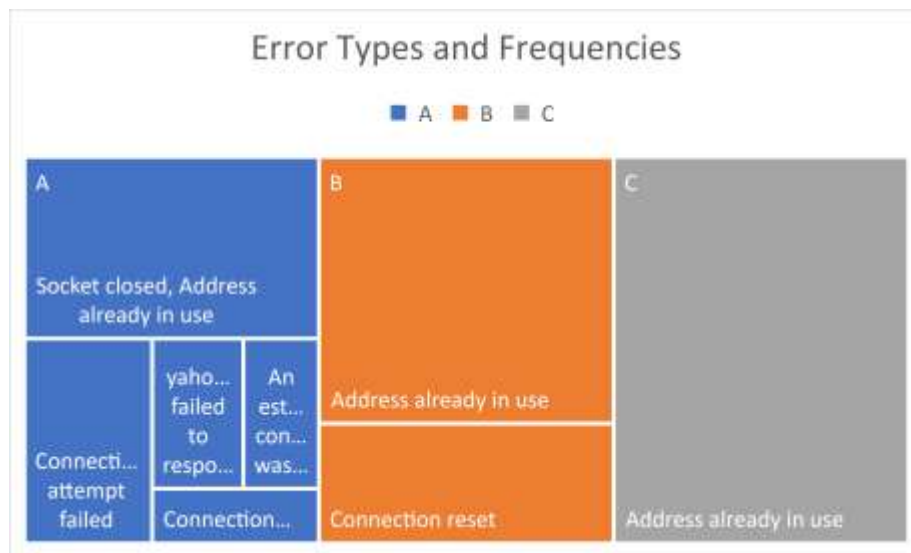 Error Types and Frequencies
A B C
A
Socket closed, Address
already in use
Connecti...
attempt
failed
yaho...
failed
to
respo...
An
est...
con...
was...
Connection...
B
Address already in use
Connection reset
C
Address already in use